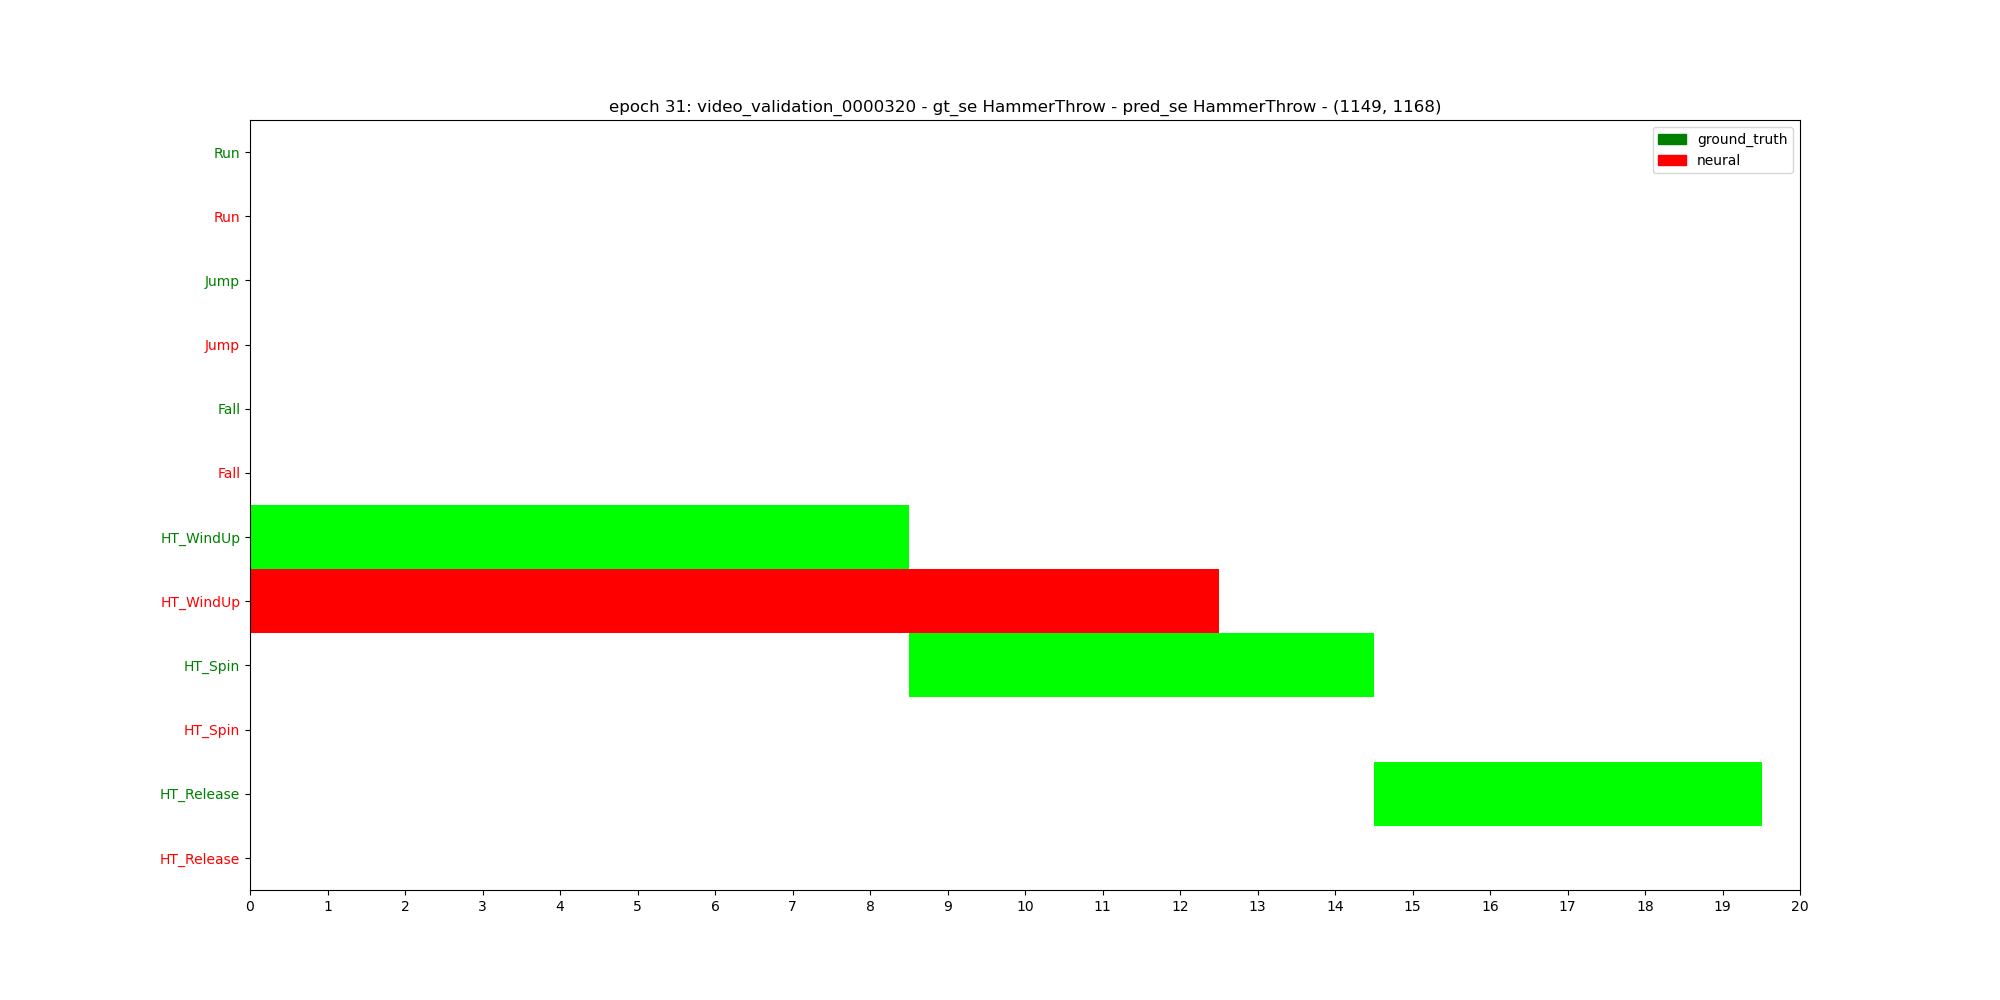 epoch 31: video_validation_0000320 - gt_se HammerThrow - pred_se HammerThrow - (1149, 1168)
ground_truth
neural
Run
Run
Jump
Jump
Fall
Fall
HT_WindUp
HT_WindUp
HT_Spin
HT_Spin
HT_Release
HT_Release
0 1 2 3 4 5 6 7 8 9 10 11 12 13 14 15 16 17 18 19 20